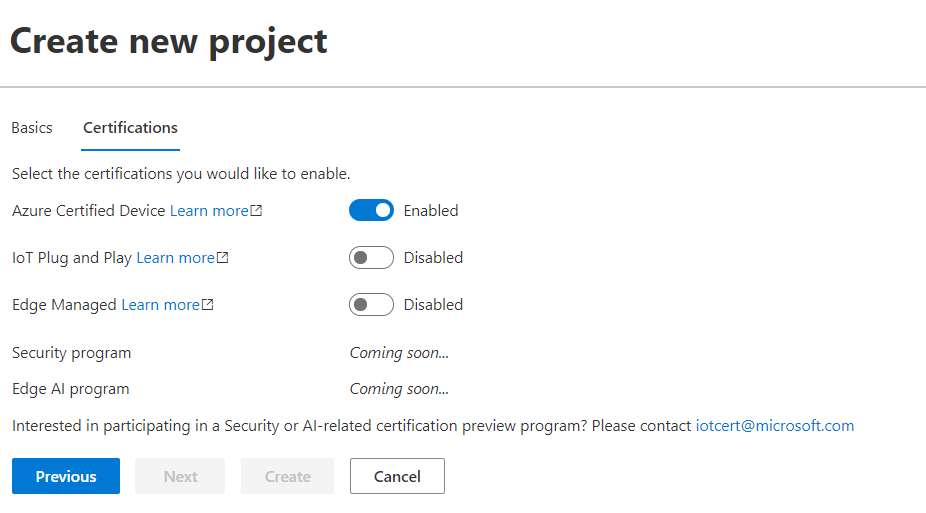 Create new project
Basics Certifications
Select the certifications you would like to enable.
Azure Certified Device Learn more Enabled
IoT Plug and Play Learn more Disabled
Edge Managed Learn more Disabled
Security program Coming soon...
Edge AI program Coming soon...
Interested in participating in a Security or AI-related certification preview program? Please contact iotcert@microsoft.com
Previous Next Create Cancel